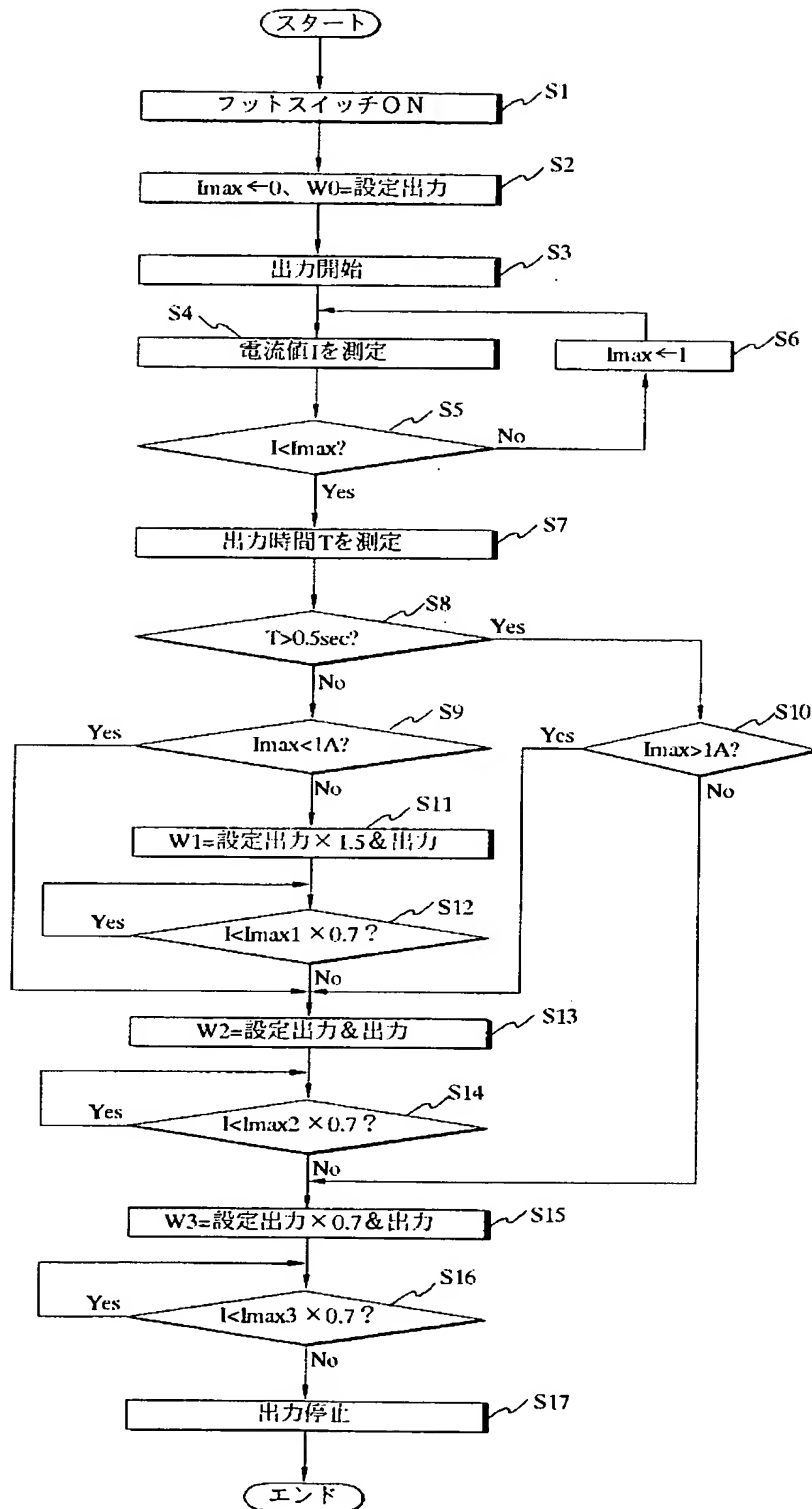 スタート
フットスイッチON
S1
Imax←0、W0=設定出力
S2
出力開始
S3
S4
電流値Iを測定
Imax←I
S6
S5
I<Imax?
No
Yes
出力時間Tを測定
S7
S8
T>0.5sec?
Yes
No
S9
Yes
Imax<1A?
No
S10
Yes
Imax>1A?
No
S11
W1=設定出力×1.5&出力
S12
Yes
I<Imax1×0.7?
No
W2=設定出力&出力
S13
S14
Yes
I<Imax2×0.7?
No
W3=設定出力×0.7&出力
S15
S16
Yes
I<Imax3×0.7?
No
出力停止
S17
エンド